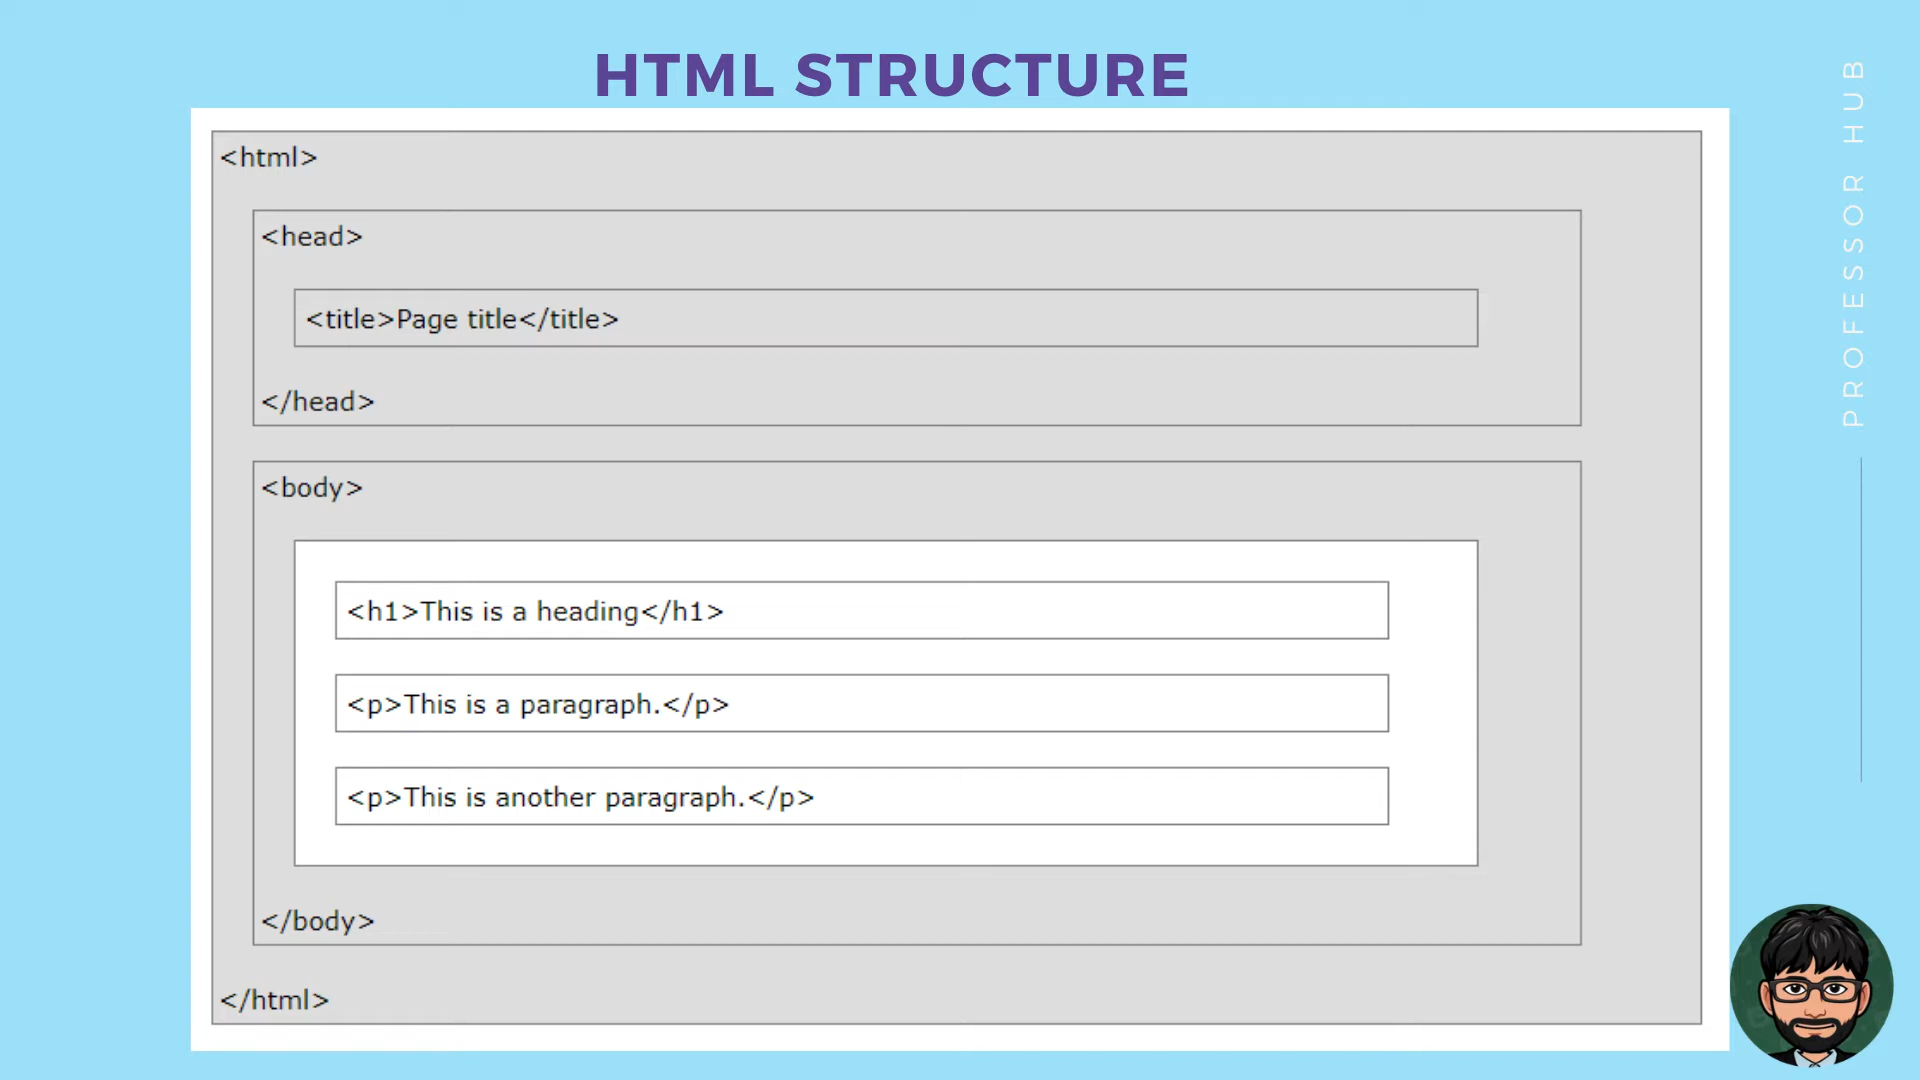 HTML STRUCTURE
<html>
<head>
<title>Page title</title>
</head>
<body>
<h1>This is a heading</h1>
<p>This is a paragraph.</p>
<p>This is another paragraph.</p>
</body>
</html>
PROFESSOR HUB